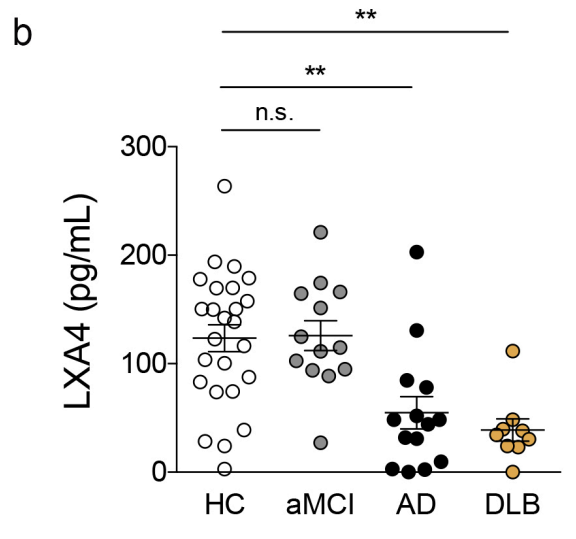 b
**
**
n.s.
300
200
100
0
LXA4 (pg/mL)
HC aMCI AD DLB